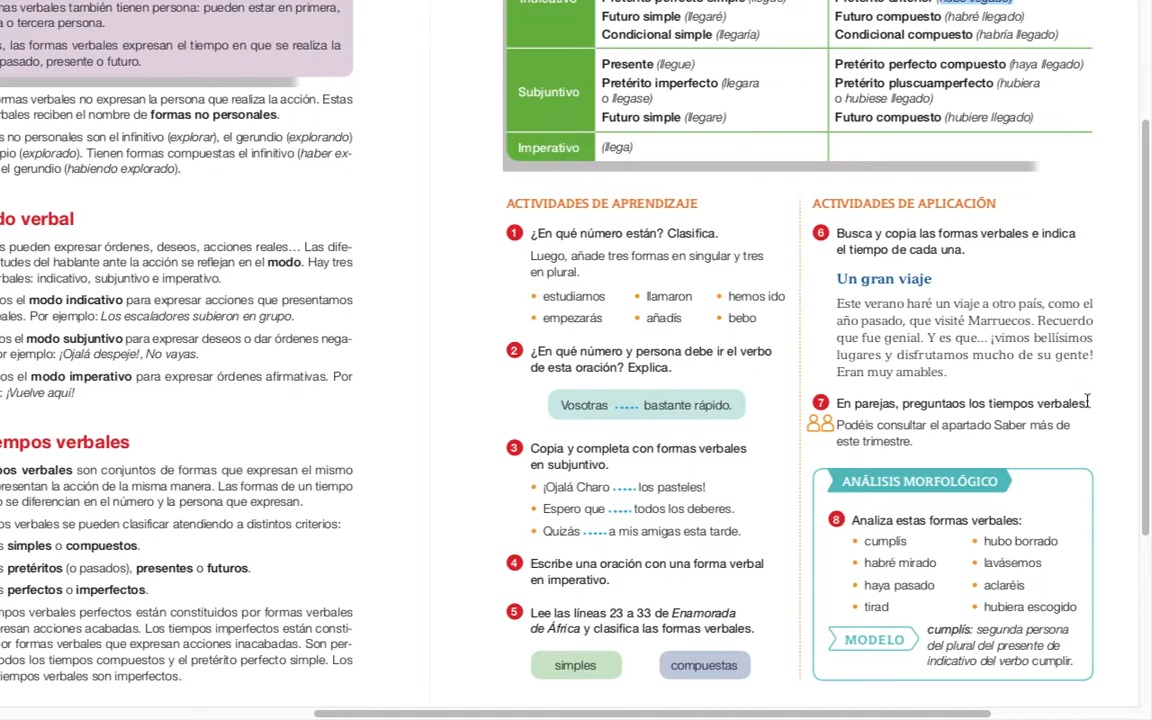 mas verbales también tienen persona: pueden estar en primera,
o tercera persona.
s, las formas verbales expresan el tiempo en que se realiza la
pasado, presente o futuro.
rmas verbales no expresan la persona que realiza la acción. Estas
rbales reciben el nombre de formas no personales.
s no personales son el infinitivo (explorar), el gerundio (explorando)
pio (explorado). Tienen formas compuestas el infinitivo (haber ex-
el gerundio (habiendo explorado).
do verbal
s pueden expresar órdenes, deseos, acciones reales... Las dife-
titudes del hablante ante la acción se reflejan en el modo. Hay tres
rbales: indicativo, subjuntivo e imperativo.
os el modo indicativo para expresar acciones que presentamos
nales. Por ejemplo: Los escaladores subieron en grupo.
os el modo subjuntivo para expresar deseos o dar órdenes nega-
or ejemplo: ¡Ojalá despeje!, No vayas.
os el modo imperativo para expresar órdenes afirmativas. Por
: ¡Vuelve aquí!
empos verbales
pos verbales son conjuntos de formas que expresan el mismo
presentan la acción de la misma manera. Las formas de un tiempo
o se diferencian en el número y la persona que expresan.
os verbales se pueden clasificar atendiendo a distintos criterios:
s simples o compuestos.
s pretéritos (o pasados), presentes o futuros.
s perfectos o imperfectos.
mpos verbales perfectos están constituidos por formas verbales
resan acciones acabadas. Los tiempos imperfectos están consti-
por formas verbales que expresan acciones inacabadas. Son per-
odos los tiempos compuestos y el pretérito perfecto simple. Los
tiempos verbales son imperfectos.
Futuro simple (llegaré) Futuro compuesto (habré llegado)
Condicional simple (llegaría) Condicional compuesto (habría llegado)
Subjuntivo
Presente (llegue) Pretérito perfecto compuesto (haya llegado)
Pretérito imperfecto (llegara Pretérito pluscuamperfecto (hubiera
o llegase) o hubiese llegado)
Futuro simple (llegare) Futuro compuesto (hubiere llegado)
Imperativo (llega)
ACTIVIDADES DE APRENDIZAJE
1 ¿En qué número están? Clasifica.
Luego, añade tres formas en singular y tres
en plural.
• estudiamos • llamaron • hemos ido
• empezarás • añadís • bebo
2 ¿En qué número y persona debe ir el verbo
de esta oración? Explica.
Vosotras ..... bastante rápido.
3 Copia y completa con formas verbales
en subjuntivo.
• ¡Ojalá Charo ..... los pasteles!
• Espero que ..... todos los deberes.
• Quizás ..... a mis amigas esta tarde.
4 Escribe una oración con una forma verbal
en imperativo.
5 Lee las líneas 23 a 33 de Enamorada
de África y clasifica las formas verbales.
simples compuestas
ACTIVIDADES DE APLICACIÓN
6 Busca y copia las formas verbales e indica
el tiempo de cada una.
Un gran viaje
Este verano haré un viaje a otro país, como el
año pasado, que visité Marruecos. Recuerdo
que fue genial. Y es que... ¡vimos bellísimos
lugares y disfrutamos mucho de su gente!
Eran muy amables.
7 En parejas, preguntaos los tiempos verbales.
Podéis consultar el apartado Saber más de
este trimestre.
ANÁLISIS MORFOLÓGICO
8 Analiza estas formas verbales:
• cumplís • hubo borrado
• habré mirado • lavásemos
• haya pasado • aclaréis
• tirad • hubiera escogido
MODELO
cumplís: segunda persona
del plural del presente de
indicativo del verbo cumplir.